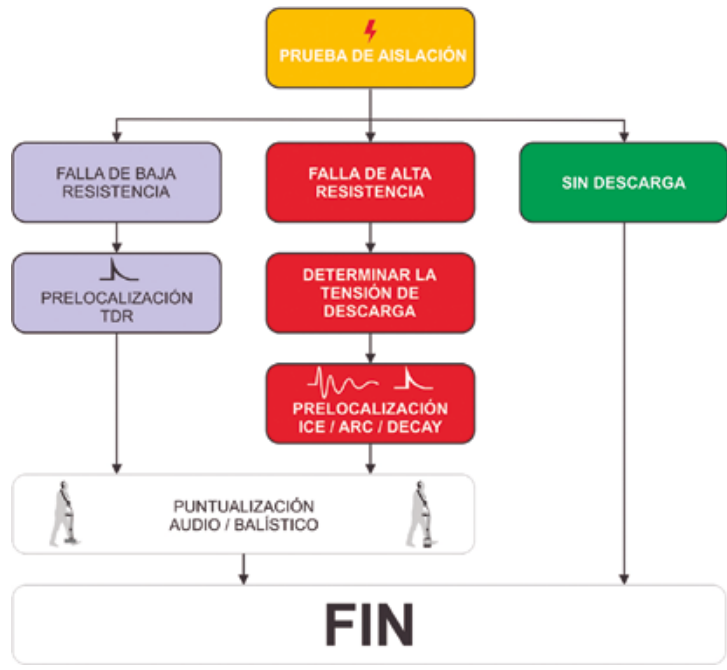 PRUEBA DE AISLACIÓN
FALLA DE BAJA
RESISTENCIA
FALLA DE ALTA
RESISTENCIA
SIN DESCARGA
PRELOCALIZACIÓN
TDR
DETERMINAR LA
TENSIÓN DE
DESCARGA
PRELOCALIZACIÓN
ICE / ARC / DECAY
PUNTUALIZACIÓN
AUDIO / BALÍSTICO
FIN